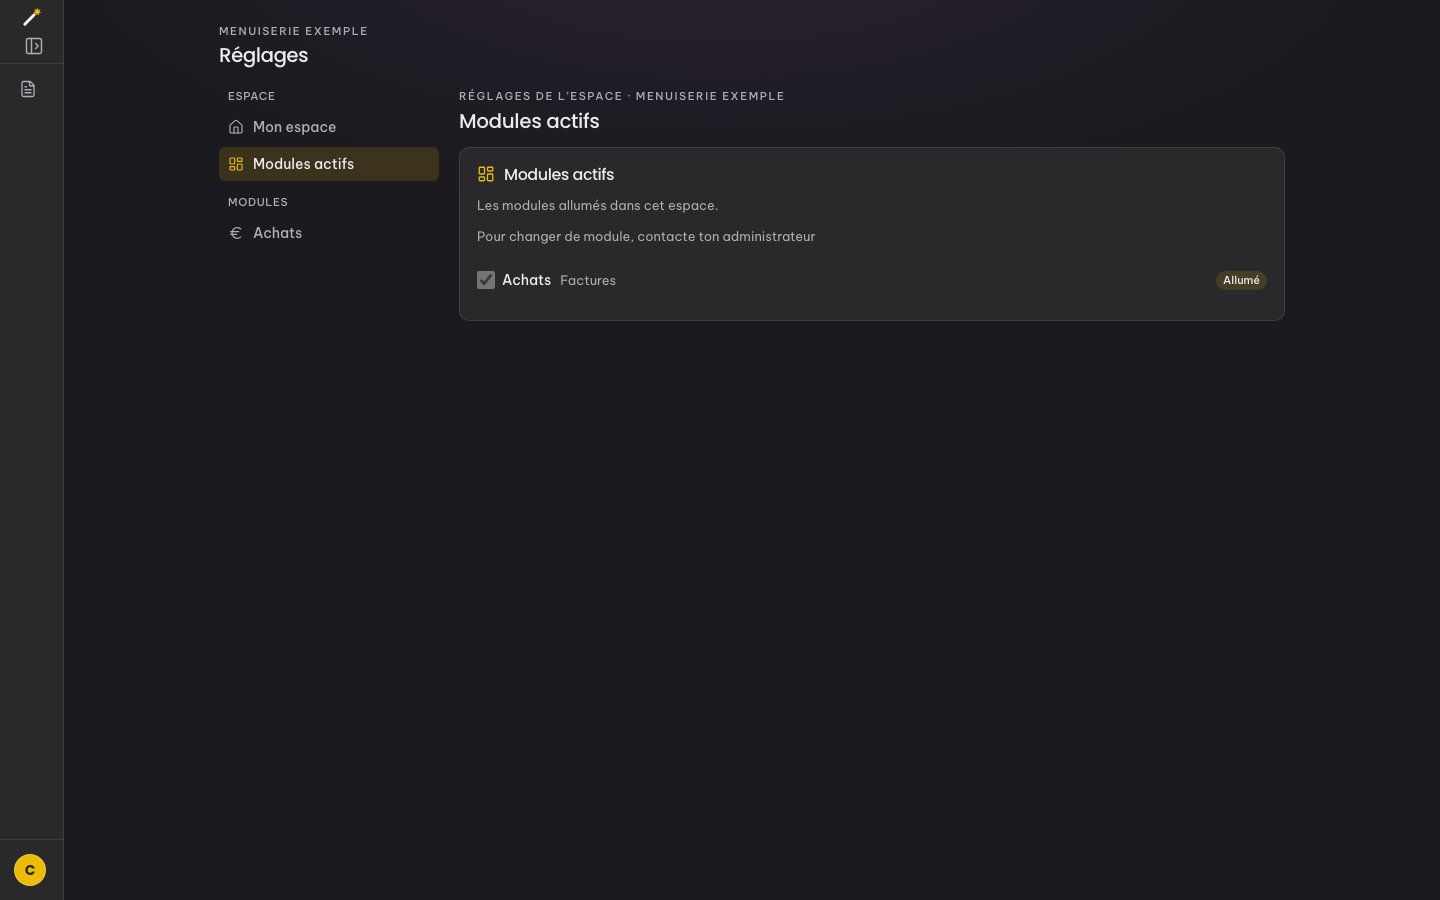 MENUISERIE EXEMPLE
Réglages
ESPACE
Mon espace
Modules actifs
MODULES
Achats
RÉGLAGES DE L'ESPACE · MENUISERIE EXEMPLE
Modules actifs
Modules actifs
Les modules allumés dans cet espace.
Pour changer de module, contacte ton administrateur
Achats Factures Allumé
C